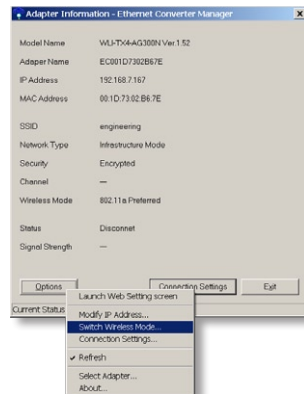 Adapter Information - Ethernet Converter Manager
Model Name WLI-TX4-AG300N Ver.1.52
Adaper Name EC001D7302B67E
IP Address 192.168.7.167
MAC Address 00:1D:73:02:B6:7E
SSID engineering
Network Type Infrastructure Mode
Security Encrypted
Channel —
Wireless Mode 802.11a Preferred
Status Disconnet
Signal Strength —
Options Connection Settings Exit
Current Status
Launch Web Setting screen
Modify IP Address...
Switch Wireless Mode...
Connection Settings...
Refresh
Select Adapter...
About...